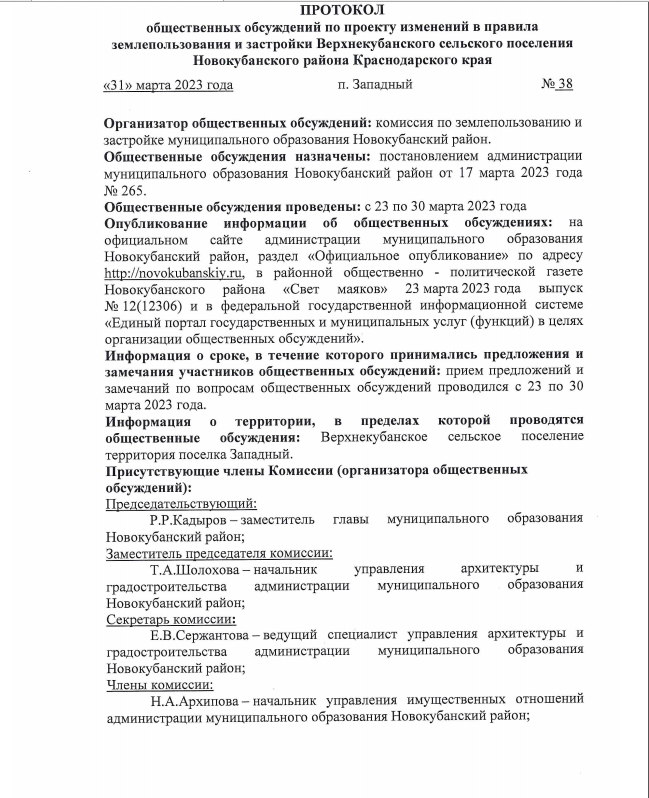 ПРОТОКОЛ
общественных обсуждений по проекту изменений в правила
землепользования и застройки Верхнекубанского сельского поселения
Новокубанского района Краснодарского края
«31» марта 2023 года п. Западный № 38
Организатор общественных обсуждений: комиссия по землепользованию и
застройке муниципального образования Новокубанский район.
Общественные обсуждения назначены: постановлением администрации
муниципального образования Новокубанский район от 17 марта 2023 года
№ 265.
Общественные обсуждения проведены: с 23 по 30 марта 2023 года
Опубликование информации об общественных обсуждениях: на
официальном сайте администрации муниципального образования
Новокубанский район, раздел «Официальное опубликование» по адресу
http://novokubanskiy.ru, в районной общественно - политической газете
Новокубанского района «Свет маяков» 23 марта 2023 года выпуск
№ 12(12306) и в федеральной государственной информационной системе
«Единый портал государственных и муниципальных услуг (функций) в целях
организации общественных обсуждений».
Информация о сроке, в течение которого принимались предложения и
замечания участников общественных обсуждений: прием предложений и
замечаний по вопросам общественных обсуждений проводился с 23 по 30
марта 2023 года.
Информация о территории, в пределах которой проводятся
общественные обсуждения: Верхнекубанское сельское поселение
территория поселка Западный.
Присутствующие члены Комиссии (организатора общественных
обсуждений):
Председательствующий:
Р.Р.Кадыров – заместитель главы муниципального образования
Новокубанский район;
Заместитель председателя комиссии:
Т.А.Шолохова – начальник управления архитектуры и
градостроительства администрации муниципального образования
Новокубанский район;
Секретарь комиссии:
Е.В.Сержантова – ведущий специалист управления архитектуры и
градостроительства администрации муниципального образования
Новокубанский район;
Члены комиссии:
Н.А.Архипова – начальник управления имущественных отношений
администрации муниципального образования Новокубанский район;